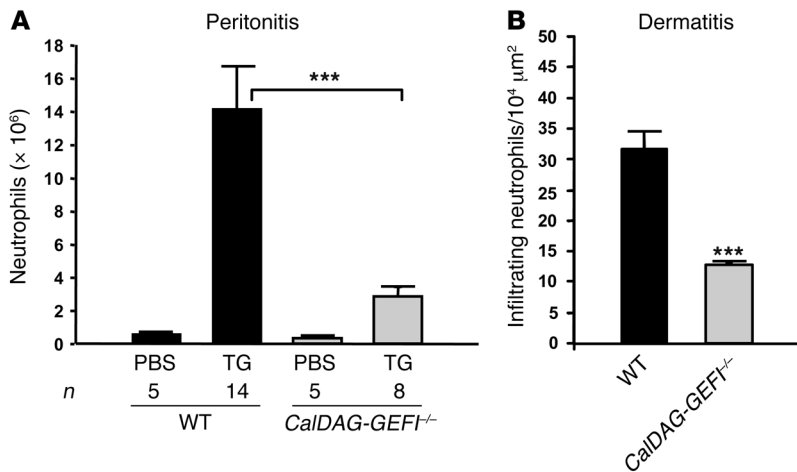 A
Peritonitis
Neutrophils (× 10⁶)
18
16
14
12
10
8
6
4
2
0
***
PBS TG PBS TG
n 5 14 5 8
WT CalDAG-GEFI⁻/⁻
B
Dermatitis
Infiltrating neutrophils/10⁴ μm²
50
45
40
35
30
25
20
15
10
5
0
***
WT
CalDAG-GEFI⁻/⁻